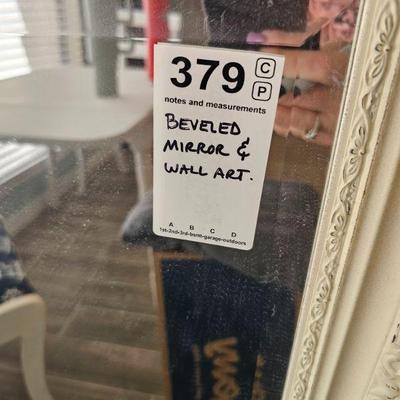 379 C
P
notes and measurements
BEVELED
MIRROR &
WALL ART.
A B C D
1st-2nd-3rd-bsmt-garage-outdoors